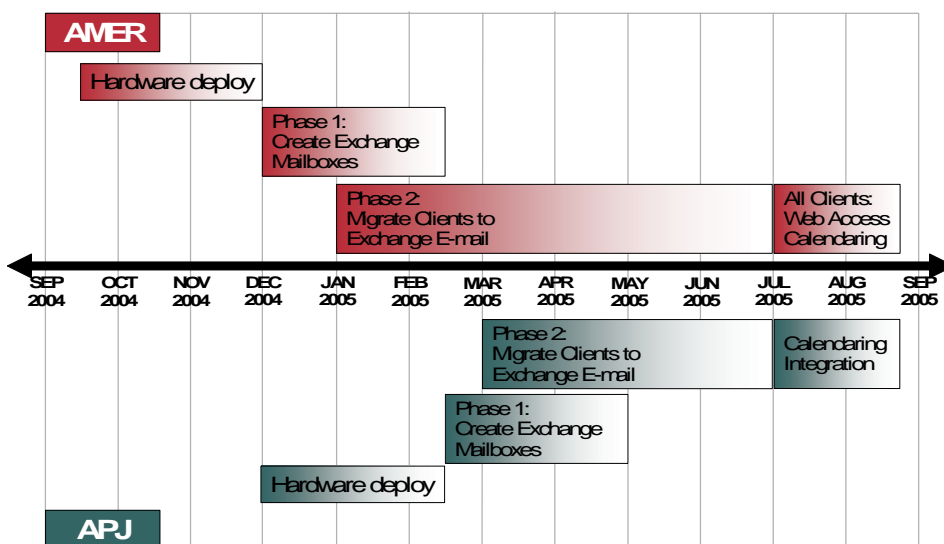 AMER
Hardware deploy
Phase 1:
Create Exchange
Mailboxes
Phase 2:
Migrate Clients to
Exchange E-mail
All Clients:
Web Access
Calendaring
SEP OCT NOV DEC JAN FEB MAR APR MAY JUN JUL AUG SEP
2004 2004 2004 2004 2005 2005 2005 2005 2005 2005 2005 2005 2005
Phase 2:
Migrate Clients to
Exchange E-mail
Calendaring
Integration
Phase 1:
Create Exchange
Mailboxes
Hardware deploy
APJ